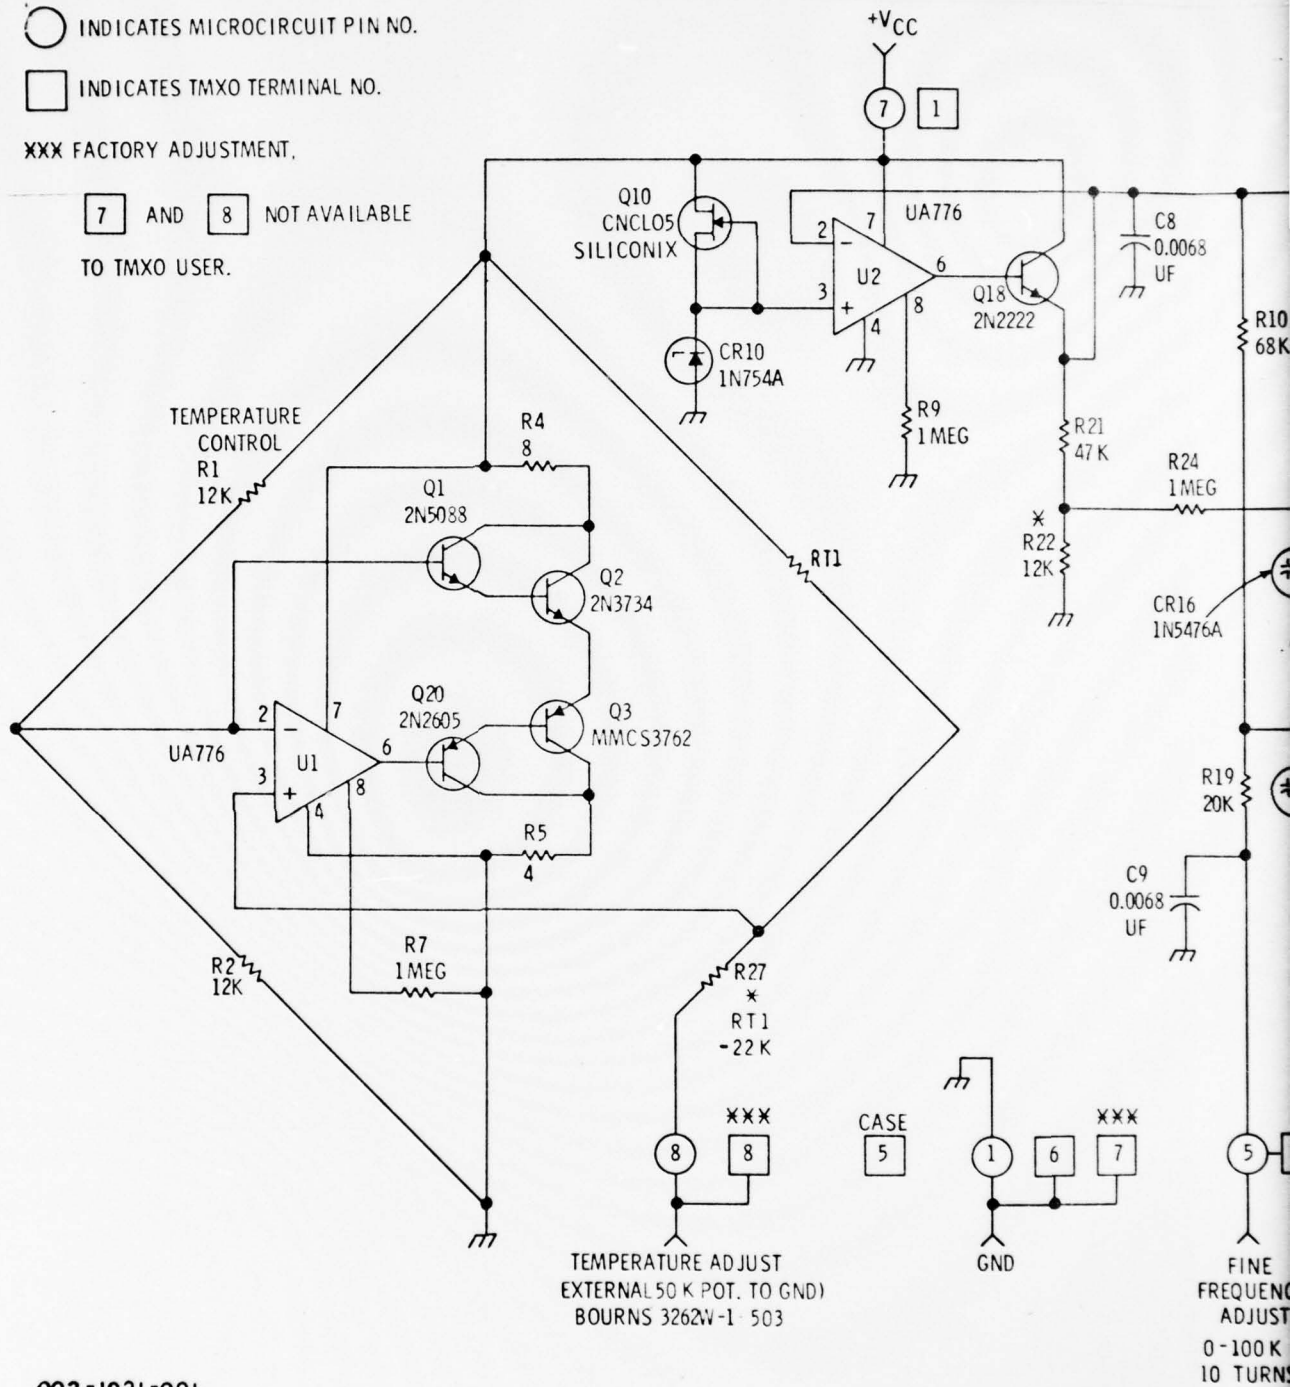 INDICATES MICROCIRCUIT PIN NO.
INDICATES TMXO TERMINAL NO.
*** FACTORY ADJUSTMENT,
7 AND 8 NOT AVAILABLE
TO TMXO USER.
+VCC
7 1
Q10
CNCL05
SILICONIX
2
-
7
UA776
U2
3
+
6
8
4
Q18
2N2222
C8
0.0068
UF
CR10
1N754A
R10
68K
R9
1MEG
R21
47K
R24
1MEG
*
R22
12K
CR16
1N5476A
TEMPERATURE
CONTROL
R1
12K
R4
8
Q1
2N5088
Q2
2N3734
RT1
Q20
2N2605
Q3
MMCS3762
2
-
7
UA776
U1
6
3
+
8
4
R5
4
R19
20K
C9
0.0068
UF
R7
1MEG
R2
12K
R27
*
RT1
-22K
***
8 8
CASE
5
***
1 6 7
5
TEMPERATURE ADJUST
EXTERNAL 50K POT. TO GND)
BOURNS 3262W-1 503
GND
FINE
FREQUENC
ADJUST
0-100K
10 TURNS